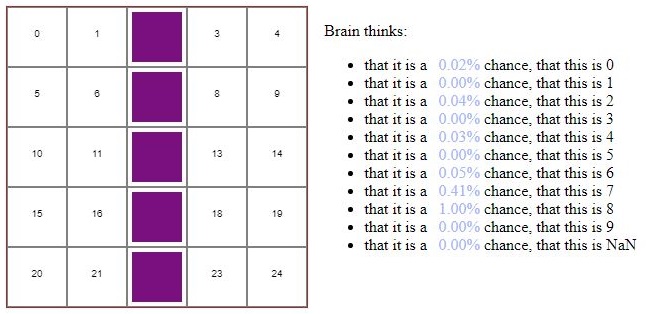 0 1 3 4
5 6 8 9
10 11 13 14
15 16 18 19
20 21 23 24
Brain thinks:
• that it is a 0.02% chance, that this is 0
• that it is a 0.00% chance, that this is 1
• that it is a 0.04% chance, that this is 2
• that it is a 0.00% chance, that this is 3
• that it is a 0.03% chance, that this is 4
• that it is a 0.00% chance, that this is 5
• that it is a 0.05% chance, that this is 6
• that it is a 0.41% chance, that this is 7
• that it is a 1.00% chance, that this is 8
• that it is a 0.00% chance, that this is 9
• that it is a 0.00% chance, that this is NaN